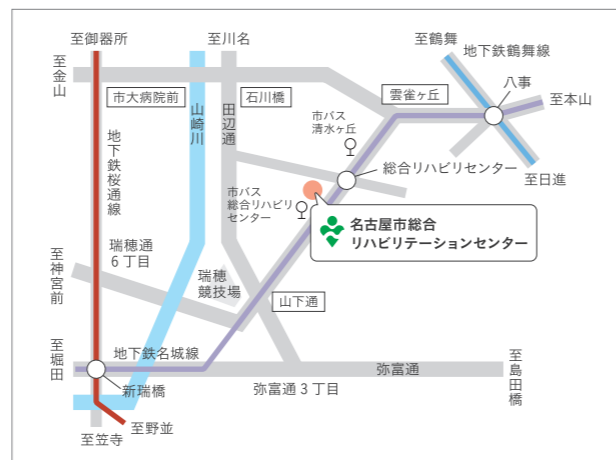 至御器所
至川名
至鶴舞
地下鉄鶴舞線
至金山
市大病院前
石川橋
雲雀ヶ丘
八事
至本山
地下鉄桜通線
山崎川
田辺通
市バス
清水ヶ丘
総合リハビリセンター
至日進
市バス
総合リハビリ
センター
名古屋市総合
リハビリテーションセンター
瑞穂通
6丁目
至神宮前
瑞穂
競技場
山下通
至堀田
地下鉄名城線
弥富通
至島田橋
新瑞橋
弥富通3丁目
至野並
至笠寺